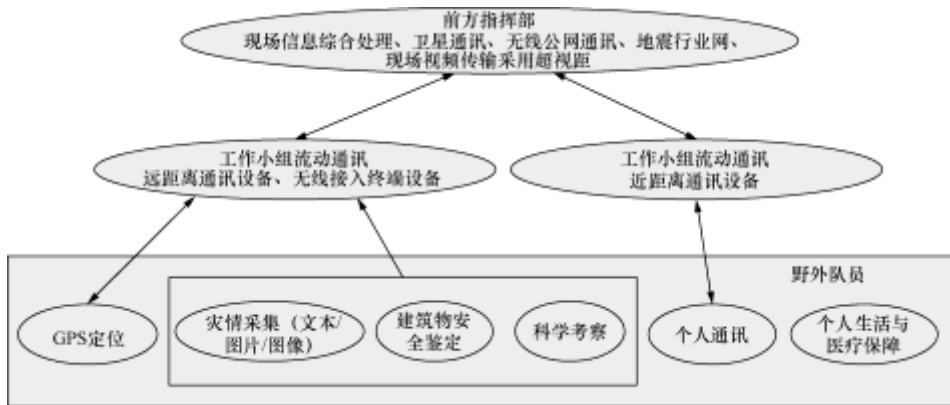 前方指挥部
现场信息综合处理、卫星通讯、无线公网通讯、地震行业网、
现场视频传输采用超视距
工作小组流动通讯
远距离通讯设备、无线接入终端设备
工作小组流动通讯
近距离通讯设备
野外队员
GPS定位
灾情采集（文本/
图片/图像）
建筑物安
全鉴定
科学考察
个人通讯
个人生活与
医疗保障